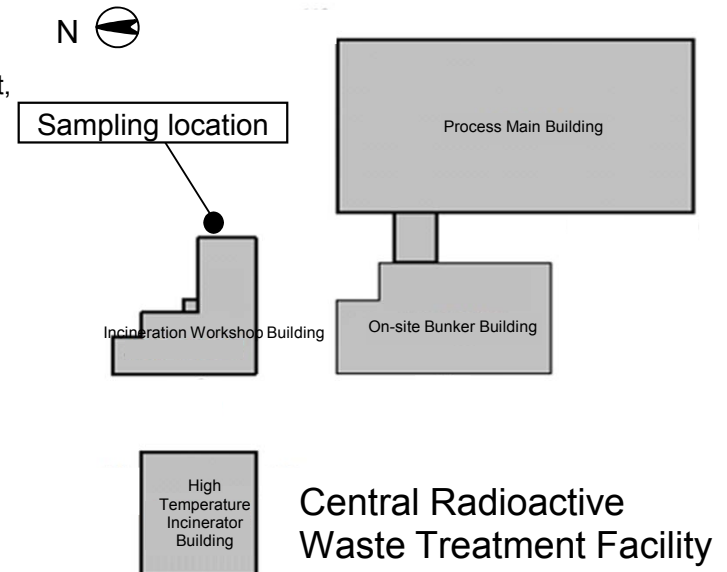 N
t,
Sampling location
Process Main Building
Incineration Workshop Building
On-site Bunker Building
High
Temperature
Incinerator
Building
Central Radioactive
Waste Treatment Facility